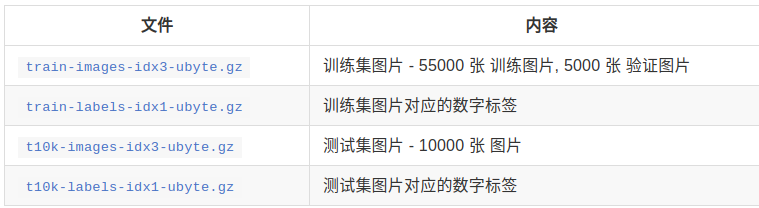 文件 内容
train-images-idx3-ubyte.gz 训练集图片 - 55000 张 训练图片, 5000 张 验证图片
train-labels-idx1-ubyte.gz 训练集图片对应的数字标签
t10k-images-idx3-ubyte.gz 测试集图片 - 10000 张 图片
t10k-labels-idx1-ubyte.gz 测试集图片对应的数字标签